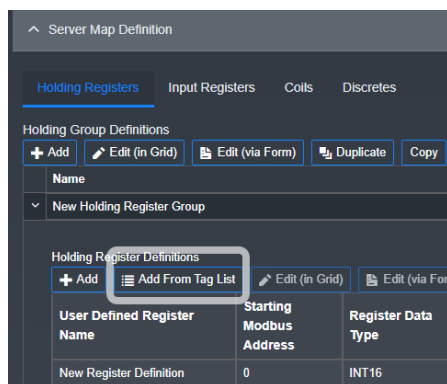 Server Map Definition
Holding Registers Input Registers Coils Discretes
Holding Group Definitions
Add Edit (in Grid) Edit (via Form) Duplicate Copy
Name
New Holding Register Group
Holding Register Definitions
Add Add From Tag List Edit (in Grid) Edit (via For
User Defined Register Name
Starting Modbus Address
Register Data Type
New Register Definition 0 INT16